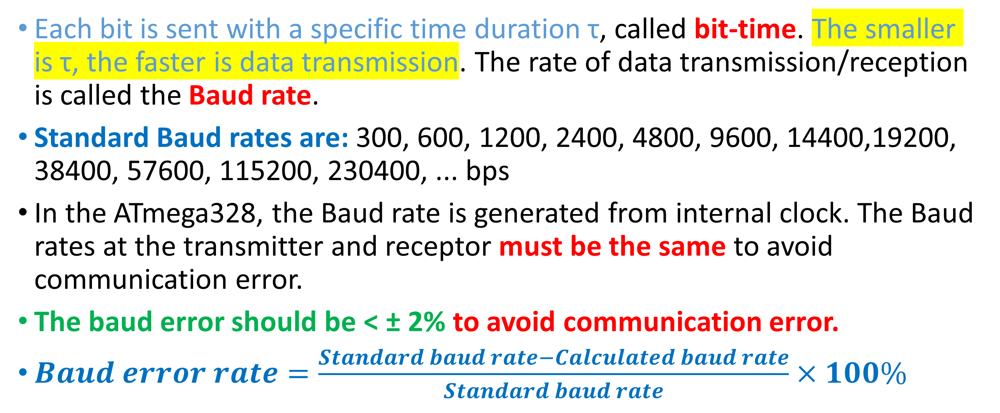 • Each bit is sent with a specific time duration τ, called bit-time. The smaller
is τ, the faster is data transmission. The rate of data transmission/reception
is called the Baud rate.
• Standard Baud rates are: 300, 600, 1200, 2400, 4800, 9600, 14400,19200,
38400, 57600, 115200, 230400, ... bps
• In the ATmega328, the Baud rate is generated from internal clock. The Baud
rates at the transmitter and receptor must be the same to avoid
communication error.
• The baud error should be < ± 2% to avoid communication error.
• Baud error rate = Standard baud rate−Calculated baud rate / Standard baud rate × 100%